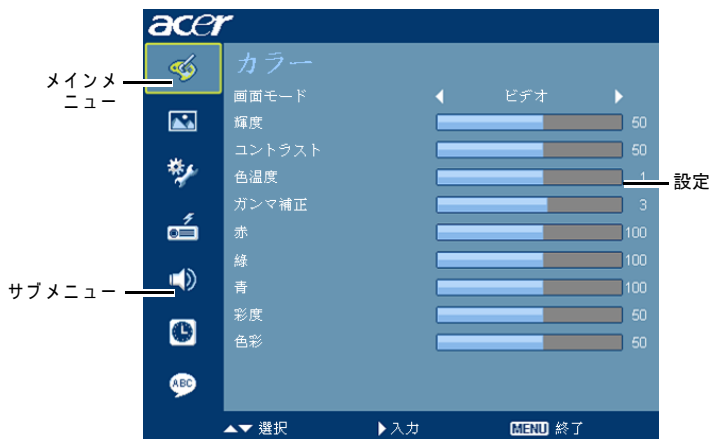 acer
カラー
メインメ
ニュー
画面モード ビデオ
輝度 50
コントラスト 50
色温度 1
設定
ガンマ補正 3
赤 100
綠 100
サブメニュー
青 100
彩度 50
色彩 50
ABC
選択 入力 MENU 終了